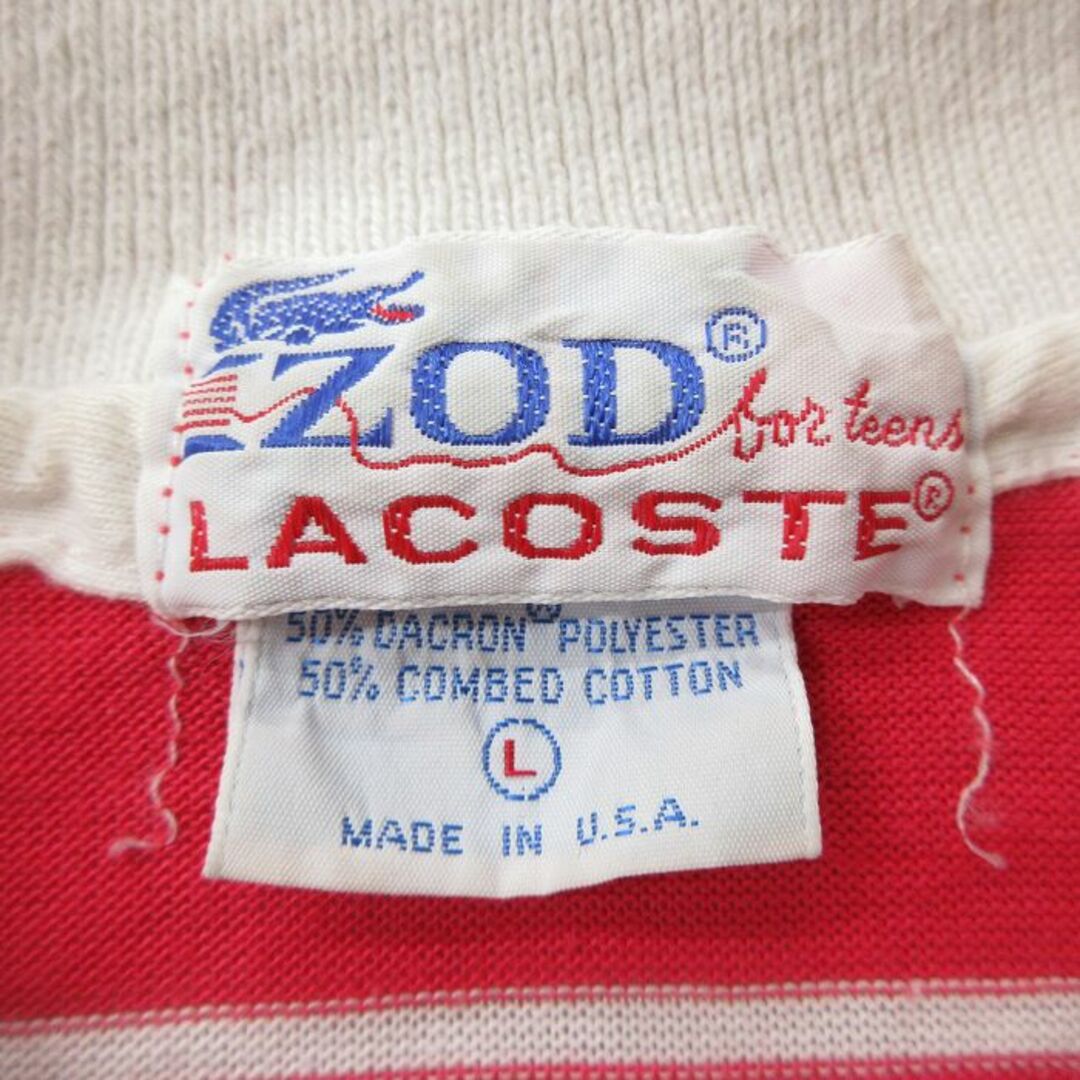 IZOD® for teens
LACOSTE®
50% DACRON® POLYESTER
50% COMBED COTTON
L
MADE IN U.S.A.